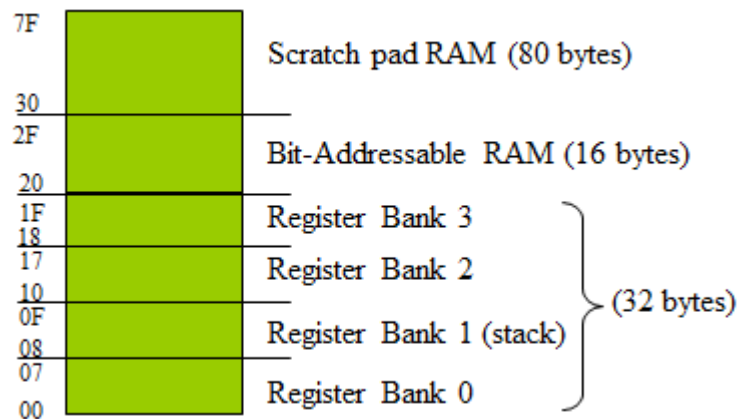 7F
Scratch pad RAM (80 bytes)
30
2F
Bit-Addressable RAM (16 bytes)
20
1F
Register Bank 3
18
17
Register Bank 2
10
(32 bytes)
0F
Register Bank 1 (stack)
08
07
Register Bank 0
00